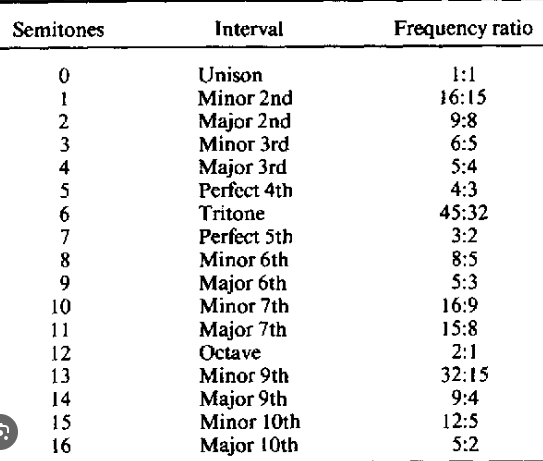 Semitones Interval Frequency ratio
0 Unison 1:1
1 Minor 2nd 16:15
2 Major 2nd 9:8
3 Minor 3rd 6:5
4 Major 3rd 5:4
5 Perfect 4th 4:3
6 Tritone 45:32
7 Perfect 5th 3:2
8 Minor 6th 8:5
9 Major 6th 5:3
10 Minor 7th 16:9
11 Major 7th 15:8
12 Octave 2:1
13 Minor 9th 32:15
14 Major 9th 9:4
15 Minor 10th 12:5
16 Major 10th 5:2